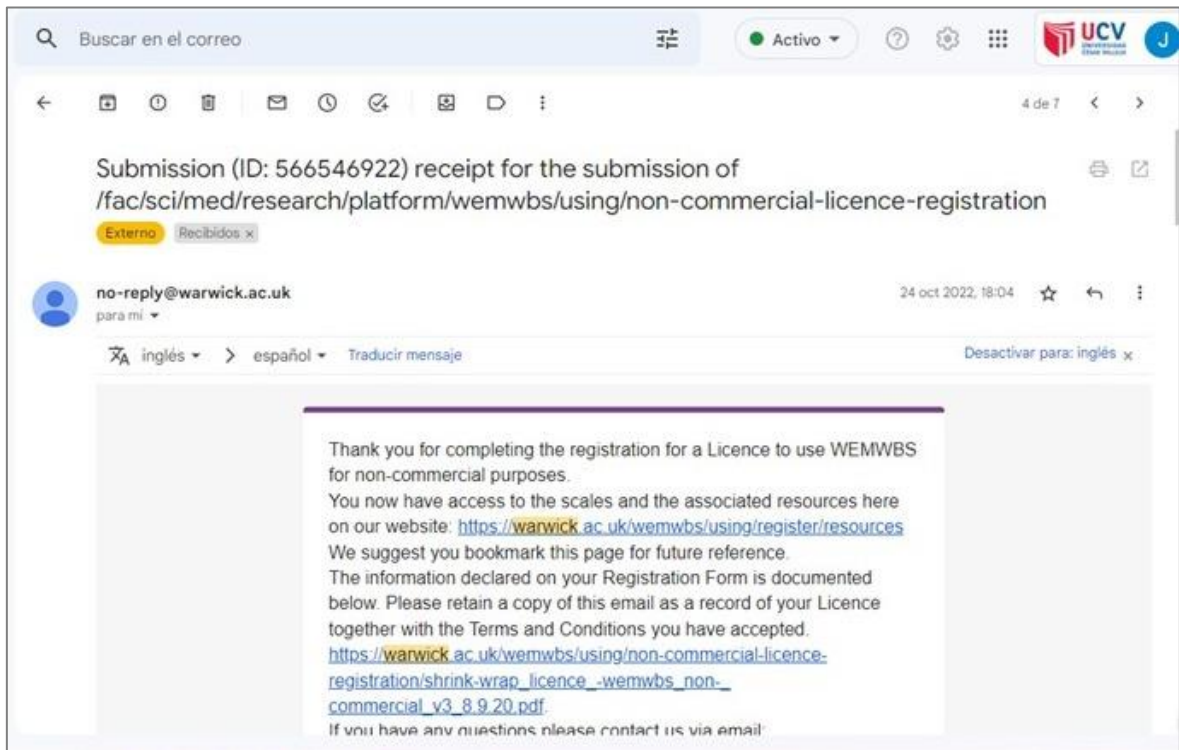 Buscar en el correo
Activo
UCV
UNIVERSIDAD
CÉSAR VALLEJO
J
4 de 7
Submission (ID: 566546922) receipt for the submission of
/fac/sci/med/research/platform/wemwbs/using/non-commercial-licence-registration
Externo Recibidos x
no-reply@warwick.ac.uk
24 oct 2022, 18:04
para mí
inglés > español Traducir mensaje
Desactivar para: inglés x
Thank you for completing the registration for a Licence to use WEMWBS
for non-commercial purposes.
You now have access to the scales and the associated resources here
on our website: https://warwick.ac.uk/wemwbs/using/register/resources
We suggest you bookmark this page for future reference.
The information declared on your Registration Form is documented
below. Please retain a copy of this email as a record of your Licence
together with the Terms and Conditions you have accepted.
https://warwick.ac.uk/wemwbs/using/non-commercial-licence-
registration/shrink-wrap_licence_-wemwbs_non-_
commercial_v3_8.9.20.pdf.
If you have any questions please contact us via email: